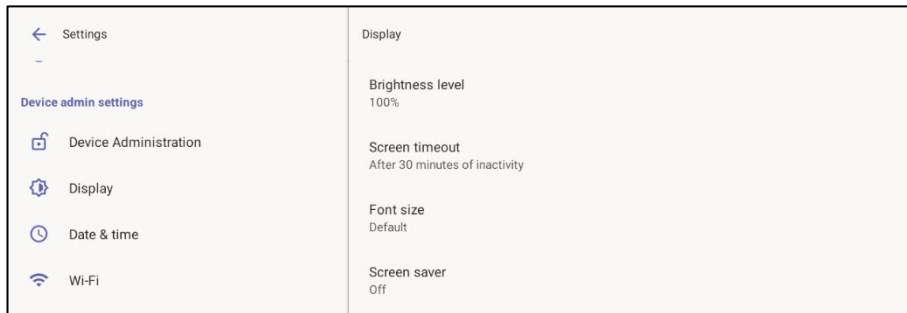 Settings
Device admin settings
Device Administration
Display
Date & time
Wi-Fi
Display
Brightness level
100%
Screen timeout
After 30 minutes of inactivity
Font size
Default
Screen saver
Off